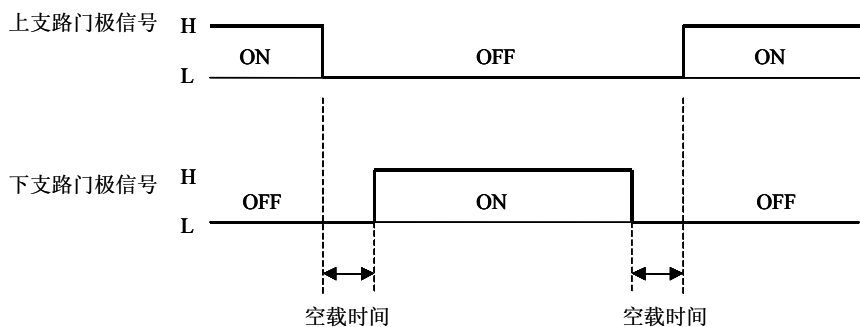 上支路门极信号 H
ON OFF ON
L
下支路门极信号 H
OFF ON OFF
L
空载时间 空载时间